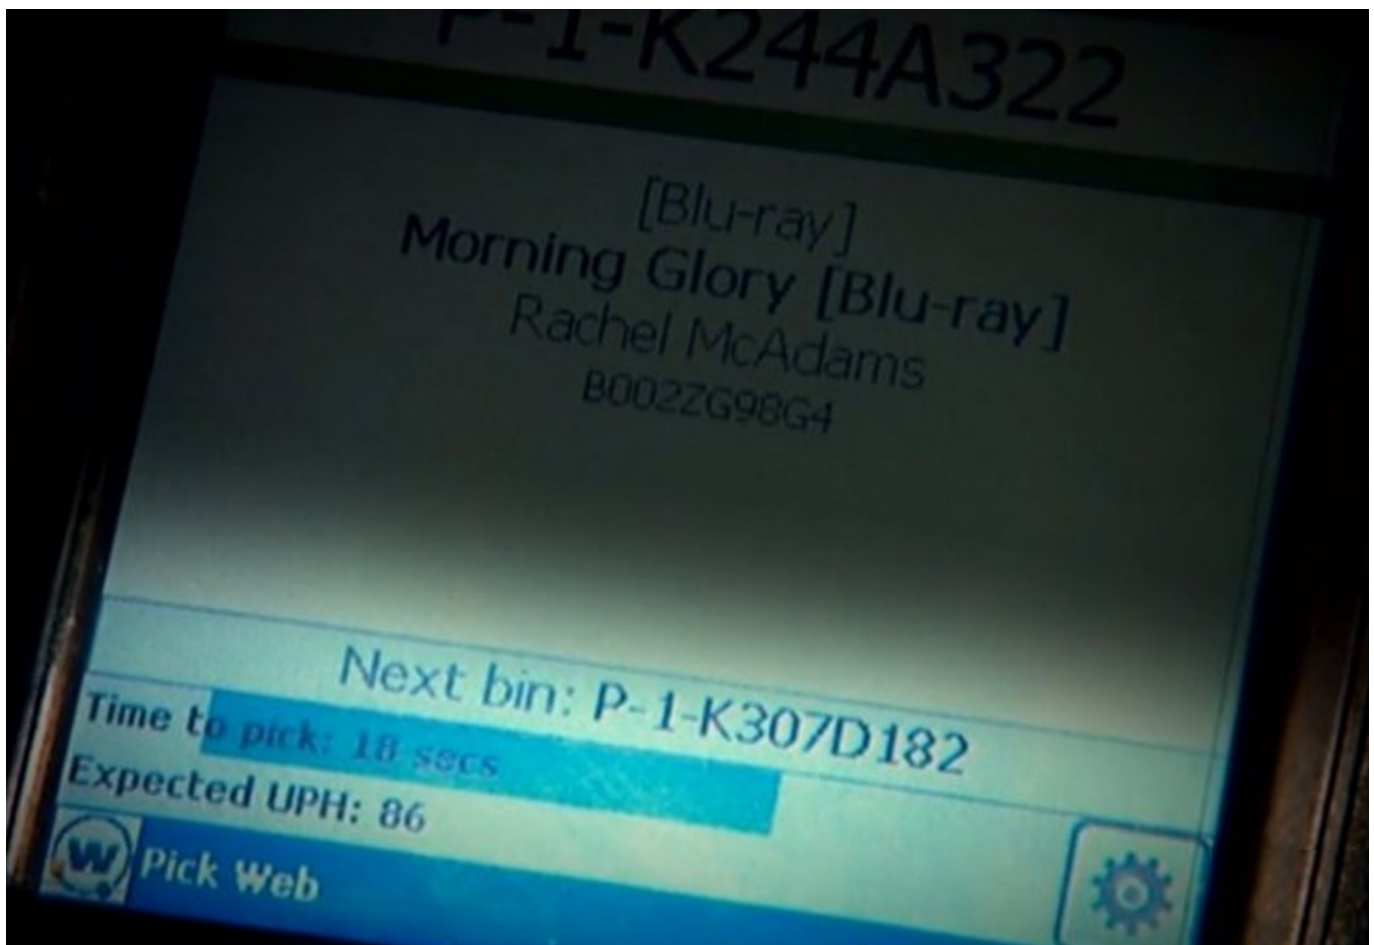 P-1-K244A322
[Blu-ray]
Morning Glory [Blu-ray]
Rachel McAdams
B002ZG98G4
Next bin: P-1-K307D182
Time to pick: 18 secs
Expected UPH: 86
W
Pick Web